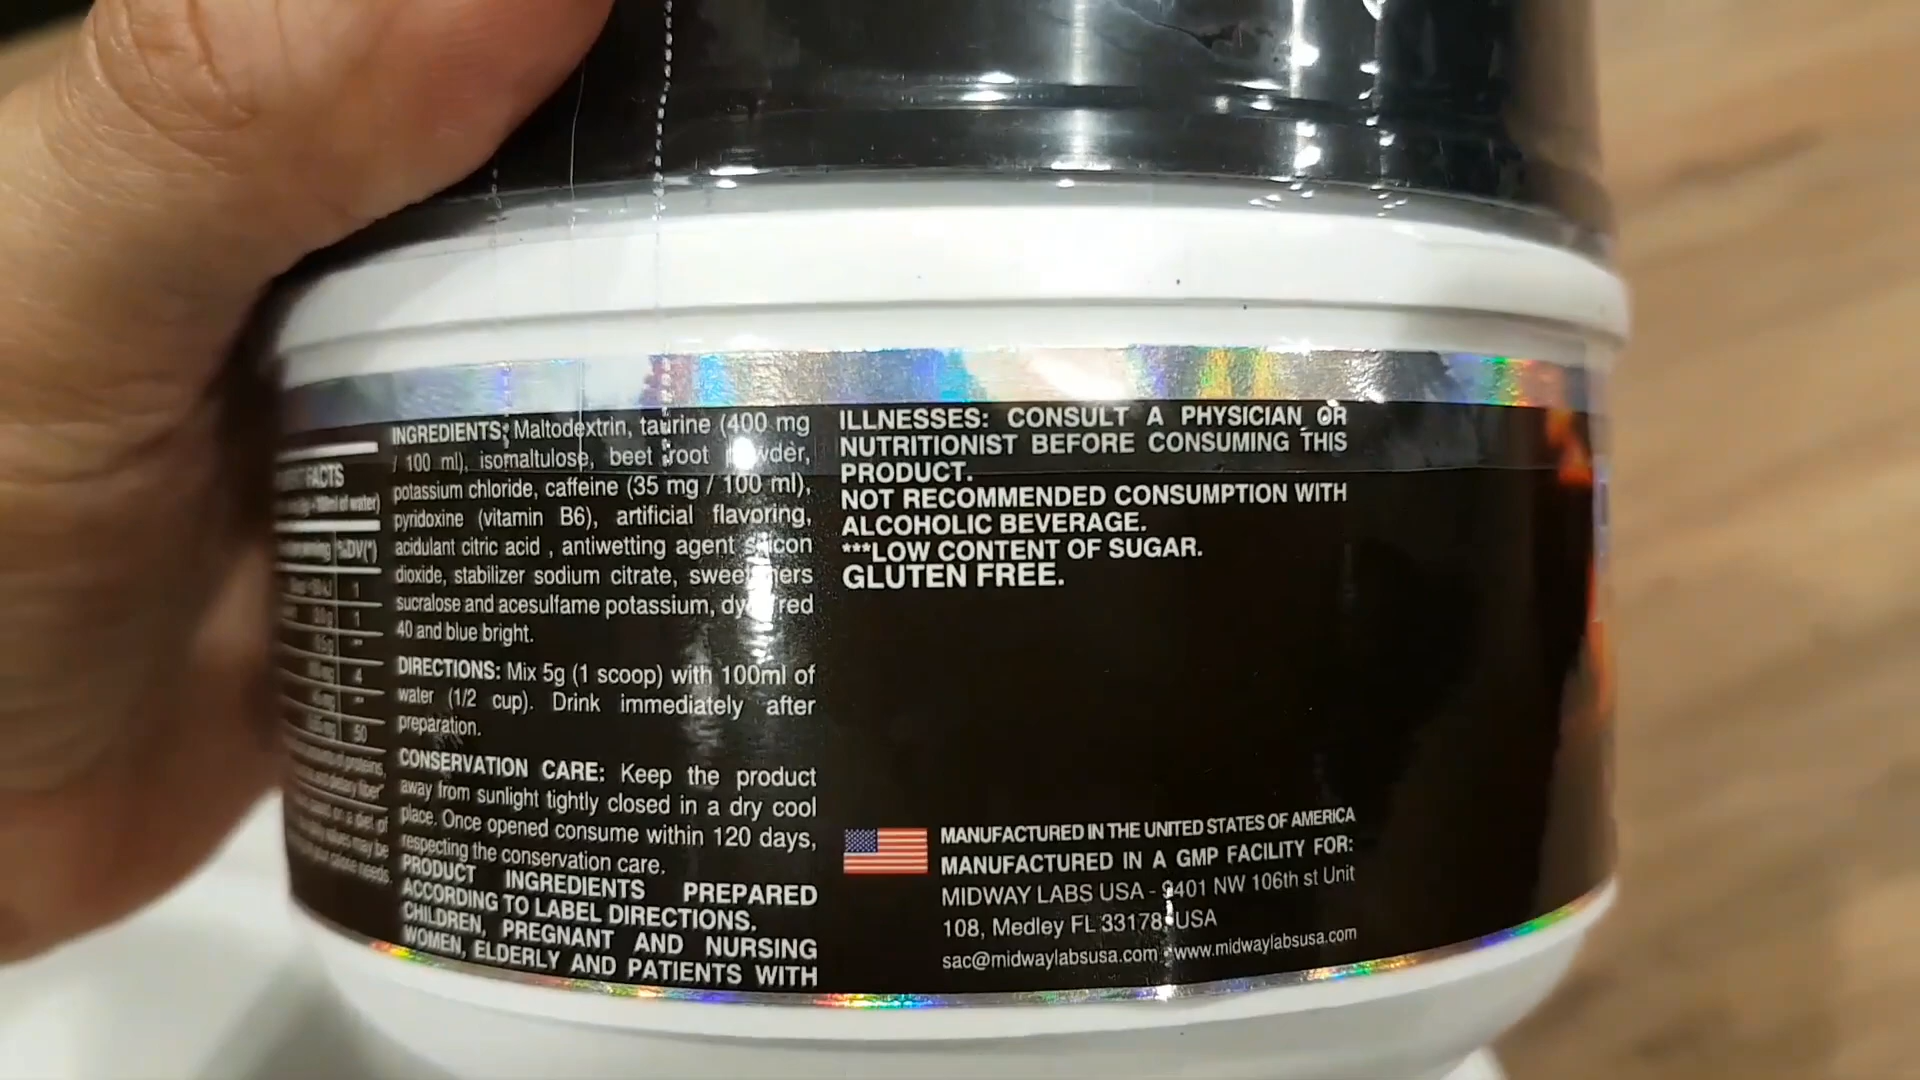 FACTS
%DV(*)
1
1
4
50
INGREDIENTS: Maltodextrin, taurine (400 mg
/ 100 ml), isomaltulose, beet root
potassium chloride, caffeine (35 mg / 100 ml),
pyridoxine (vitamin B6), artificial flavoring,
acidulant citric acid , antiwetting agent
dioxide, stabilizer sodium citrate,
sucralose and acesulfame potassium, red
40 and blue bright.
DIRECTIONS: Mix 5g (1 scoop) with 100ml of
water (1/2 cup). Drink immediately after
preparation.
CONSERVATION CARE: Keep the product
away from sunlight tightly closed in a dry cool
place. Once opened consume within 120 days,
respecting the conservation care.
PRODUCT INGREDIENTS PREPARED
ACCORDING TO LABEL DIRECTIONS.
CHILDREN, PREGNANT AND NURSING
WOMEN, ELDERLY AND PATIENTS WITH
ILLNESSES: CONSULT A PHYSICIAN OR
NUTRITIONIST BEFORE CONSUMING THIS
PRODUCT.
NOT RECOMMENDED CONSUMPTION WITH
ALCOHOLIC BEVERAGE.
***LOW CONTENT OF SUGAR.
GLUTEN FREE.
MANUFACTURED IN THE UNITED STATES OF AMERICA
MANUFACTURED IN A GMP FACILITY FOR:
MIDWAY LABS USA - 9401 NW 106th st Unit
108, Medley FL 33178 USA
sac@midwaylabsusa.com - www.midwaylabsusa.com